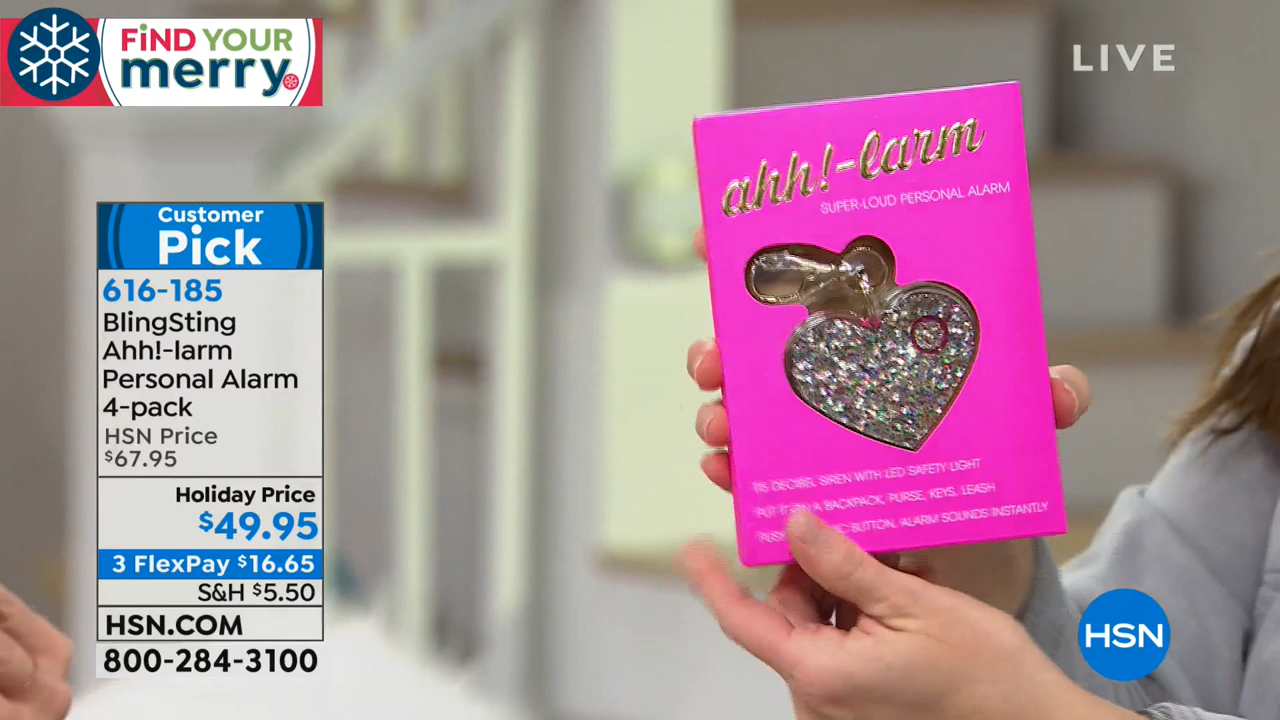 FiND YOUR
merry
LIVE
Customer
Pick
616-185
BlingSting
Ahh!-larm
Personal Alarm
4-pack
HSN Price
$67.95
Holiday Price
$49.95
3 FlexPay $16.65
S&H $5.50
HSN.COM
800-284-3100
ahh!-larm
SUPER-LOUD PERSONAL ALARM
DECIBEL SIREN WITH LED SAFETY LIGHT
PUT IT ON A BACKPACK, PURSE, KEYS, LEASH
BUTTON, ALARM SOUNDS INSTANTLY
HSN